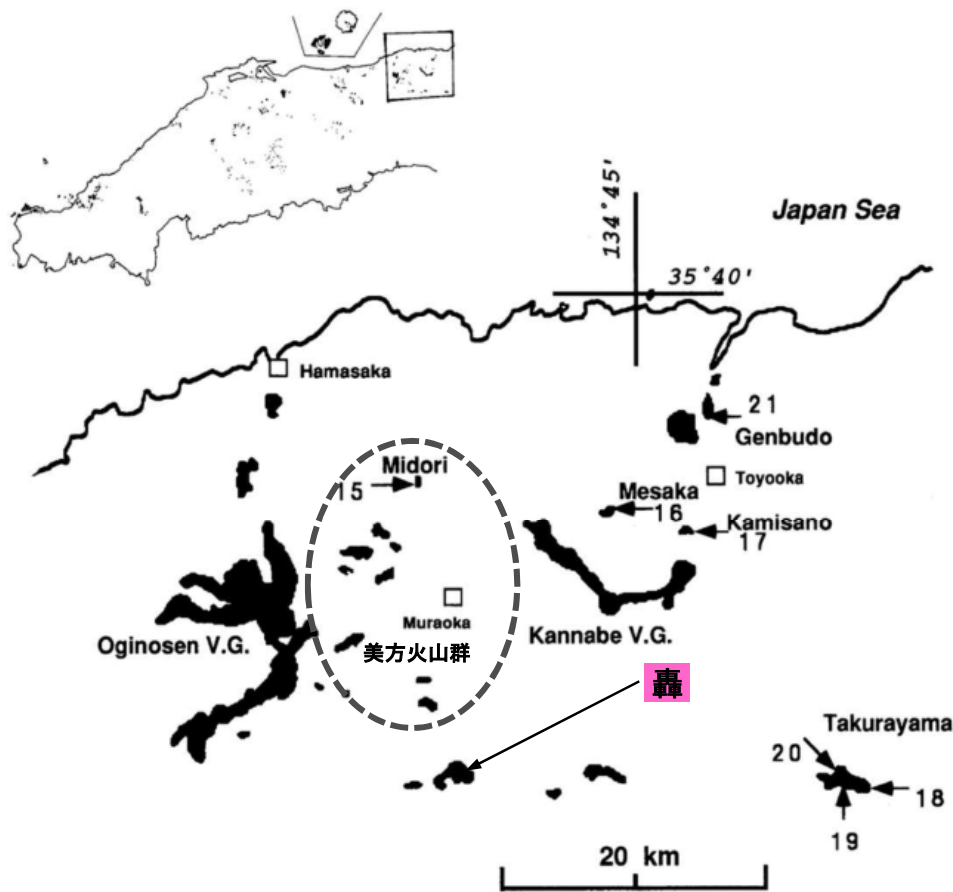 134°45'
Japan Sea
35°40'
Hamasaka
21
Genbudo
Midori
15
Toyooka
Mesaka
16
Kamisano
17
Muraoka
Oginosen V.G.
美方火山群
Kannabe V.G.
轟
Takurayama
20
18
19
20 km